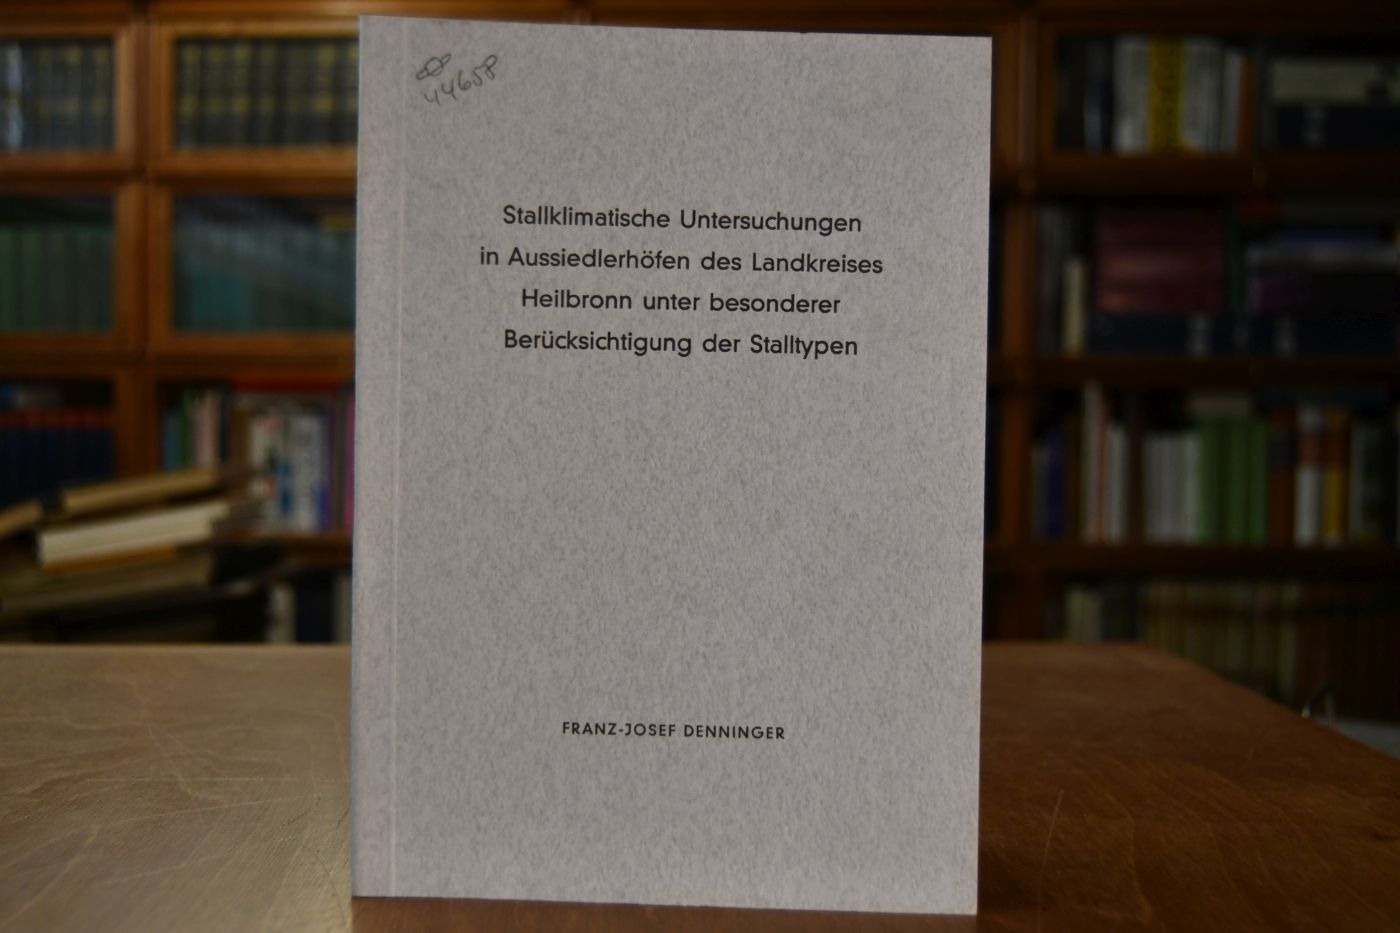 44658
Stallklimatische Untersuchungen
in Aussiedlerhöfen des Landkreises
Heilbronn unter besonderer
Berücksichtigung der Stalltypen
FRANZ-JOSEF DENNINGER